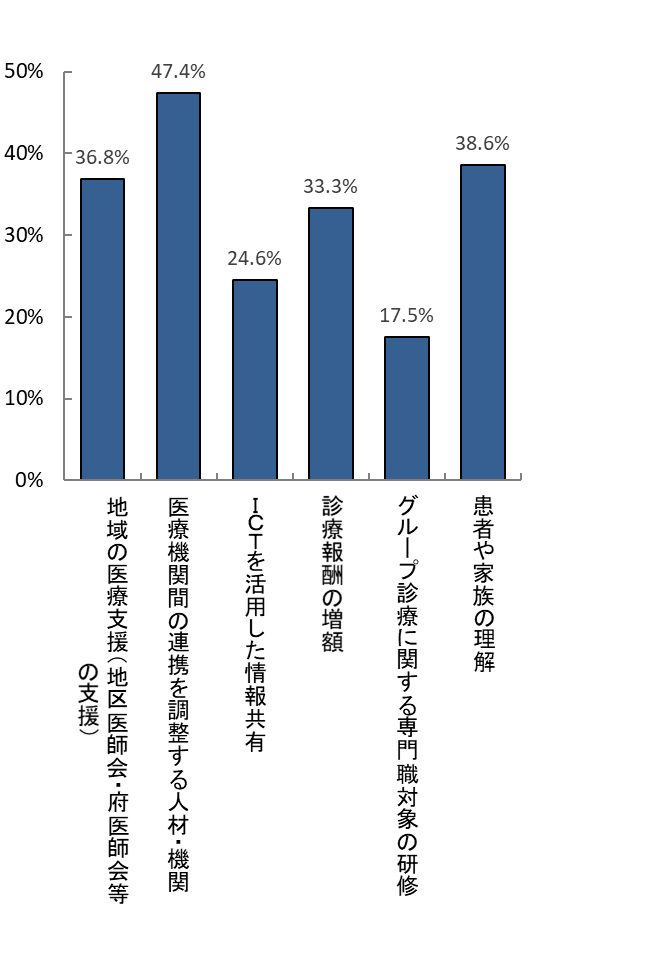 50%
40%
30%
20%
10%
0%
36.8%
47.4%
24.6%
33.3%
17.5%
38.6%
地域の医療支援（地区医師会・府医師会等
の支援）
医療機関間の連携を調整する人材・機関
ＩＣＴを活用した情報共有
診療報酬の増額
グループ診療に関する専門職対象の研修
患者や家族の理解